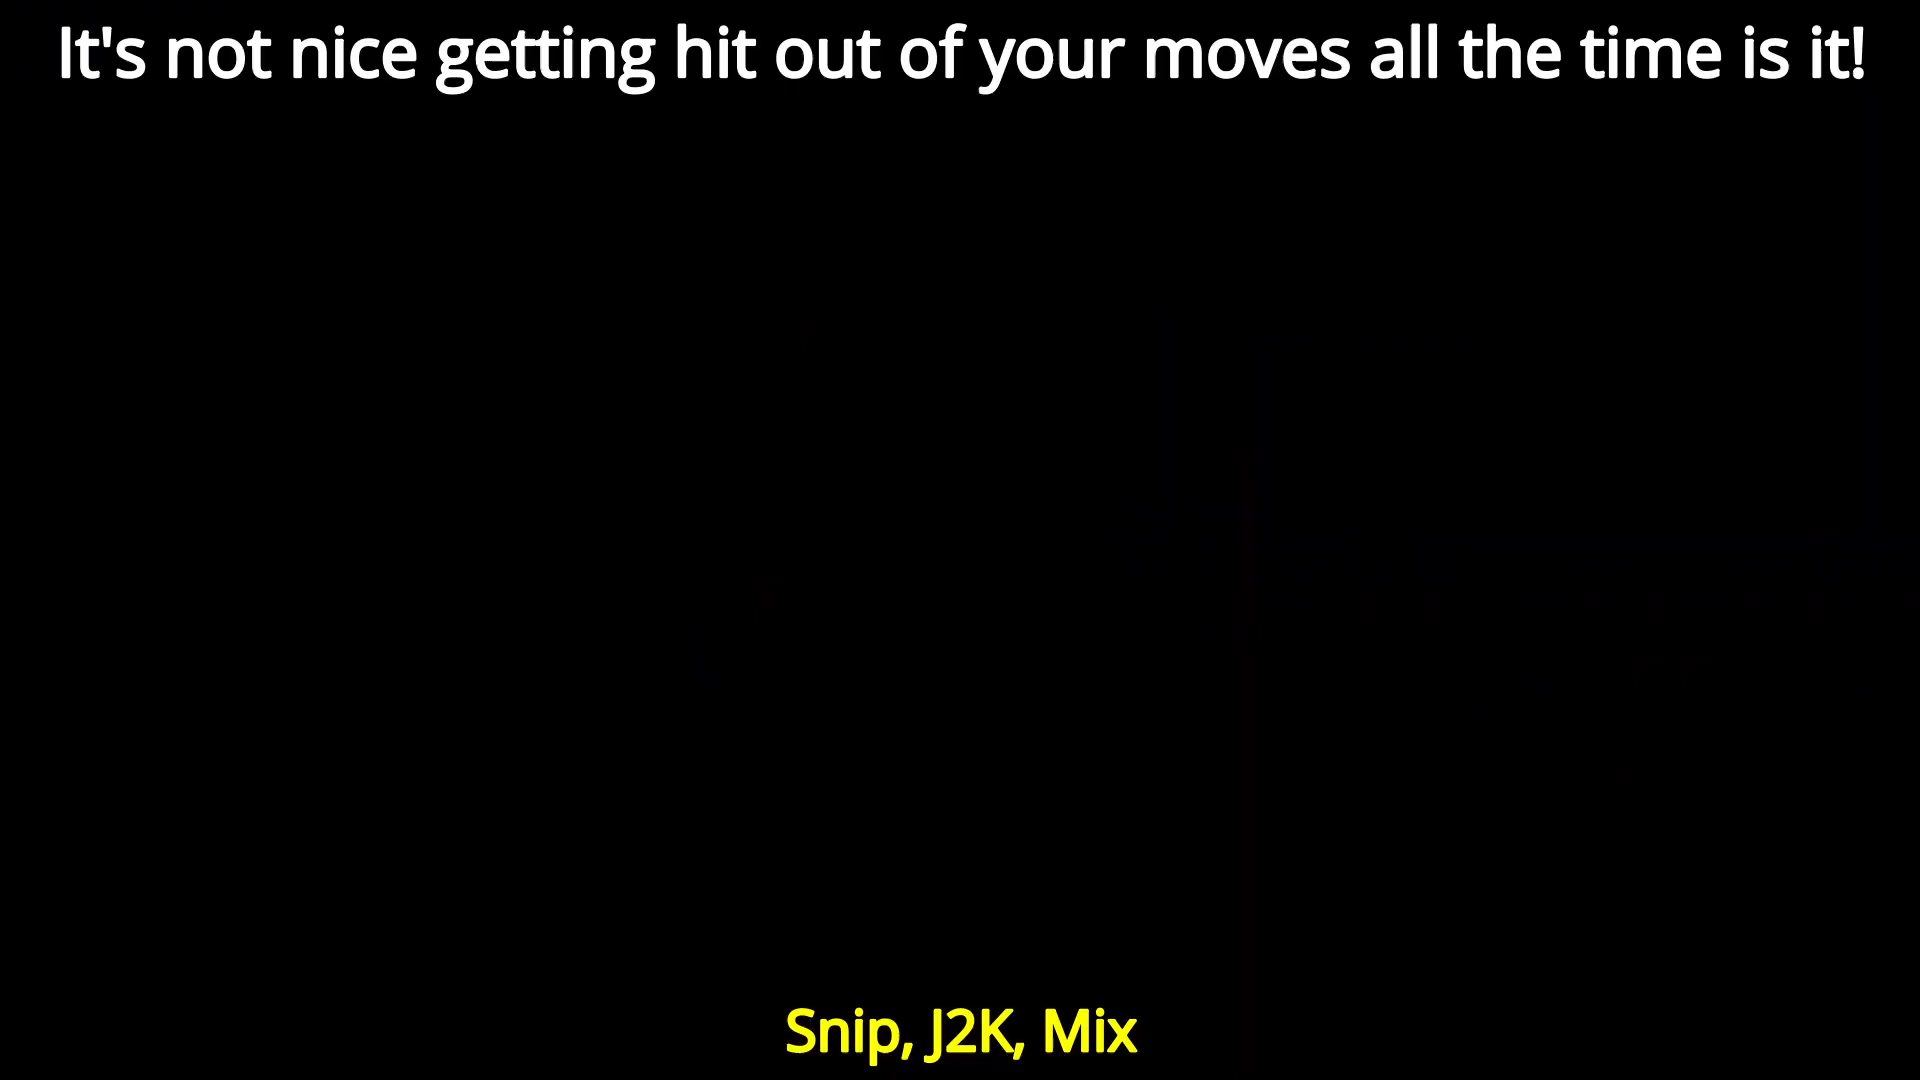 It's not nice getting hit out of your moves all the time is it!
Snip, J2K, Mix